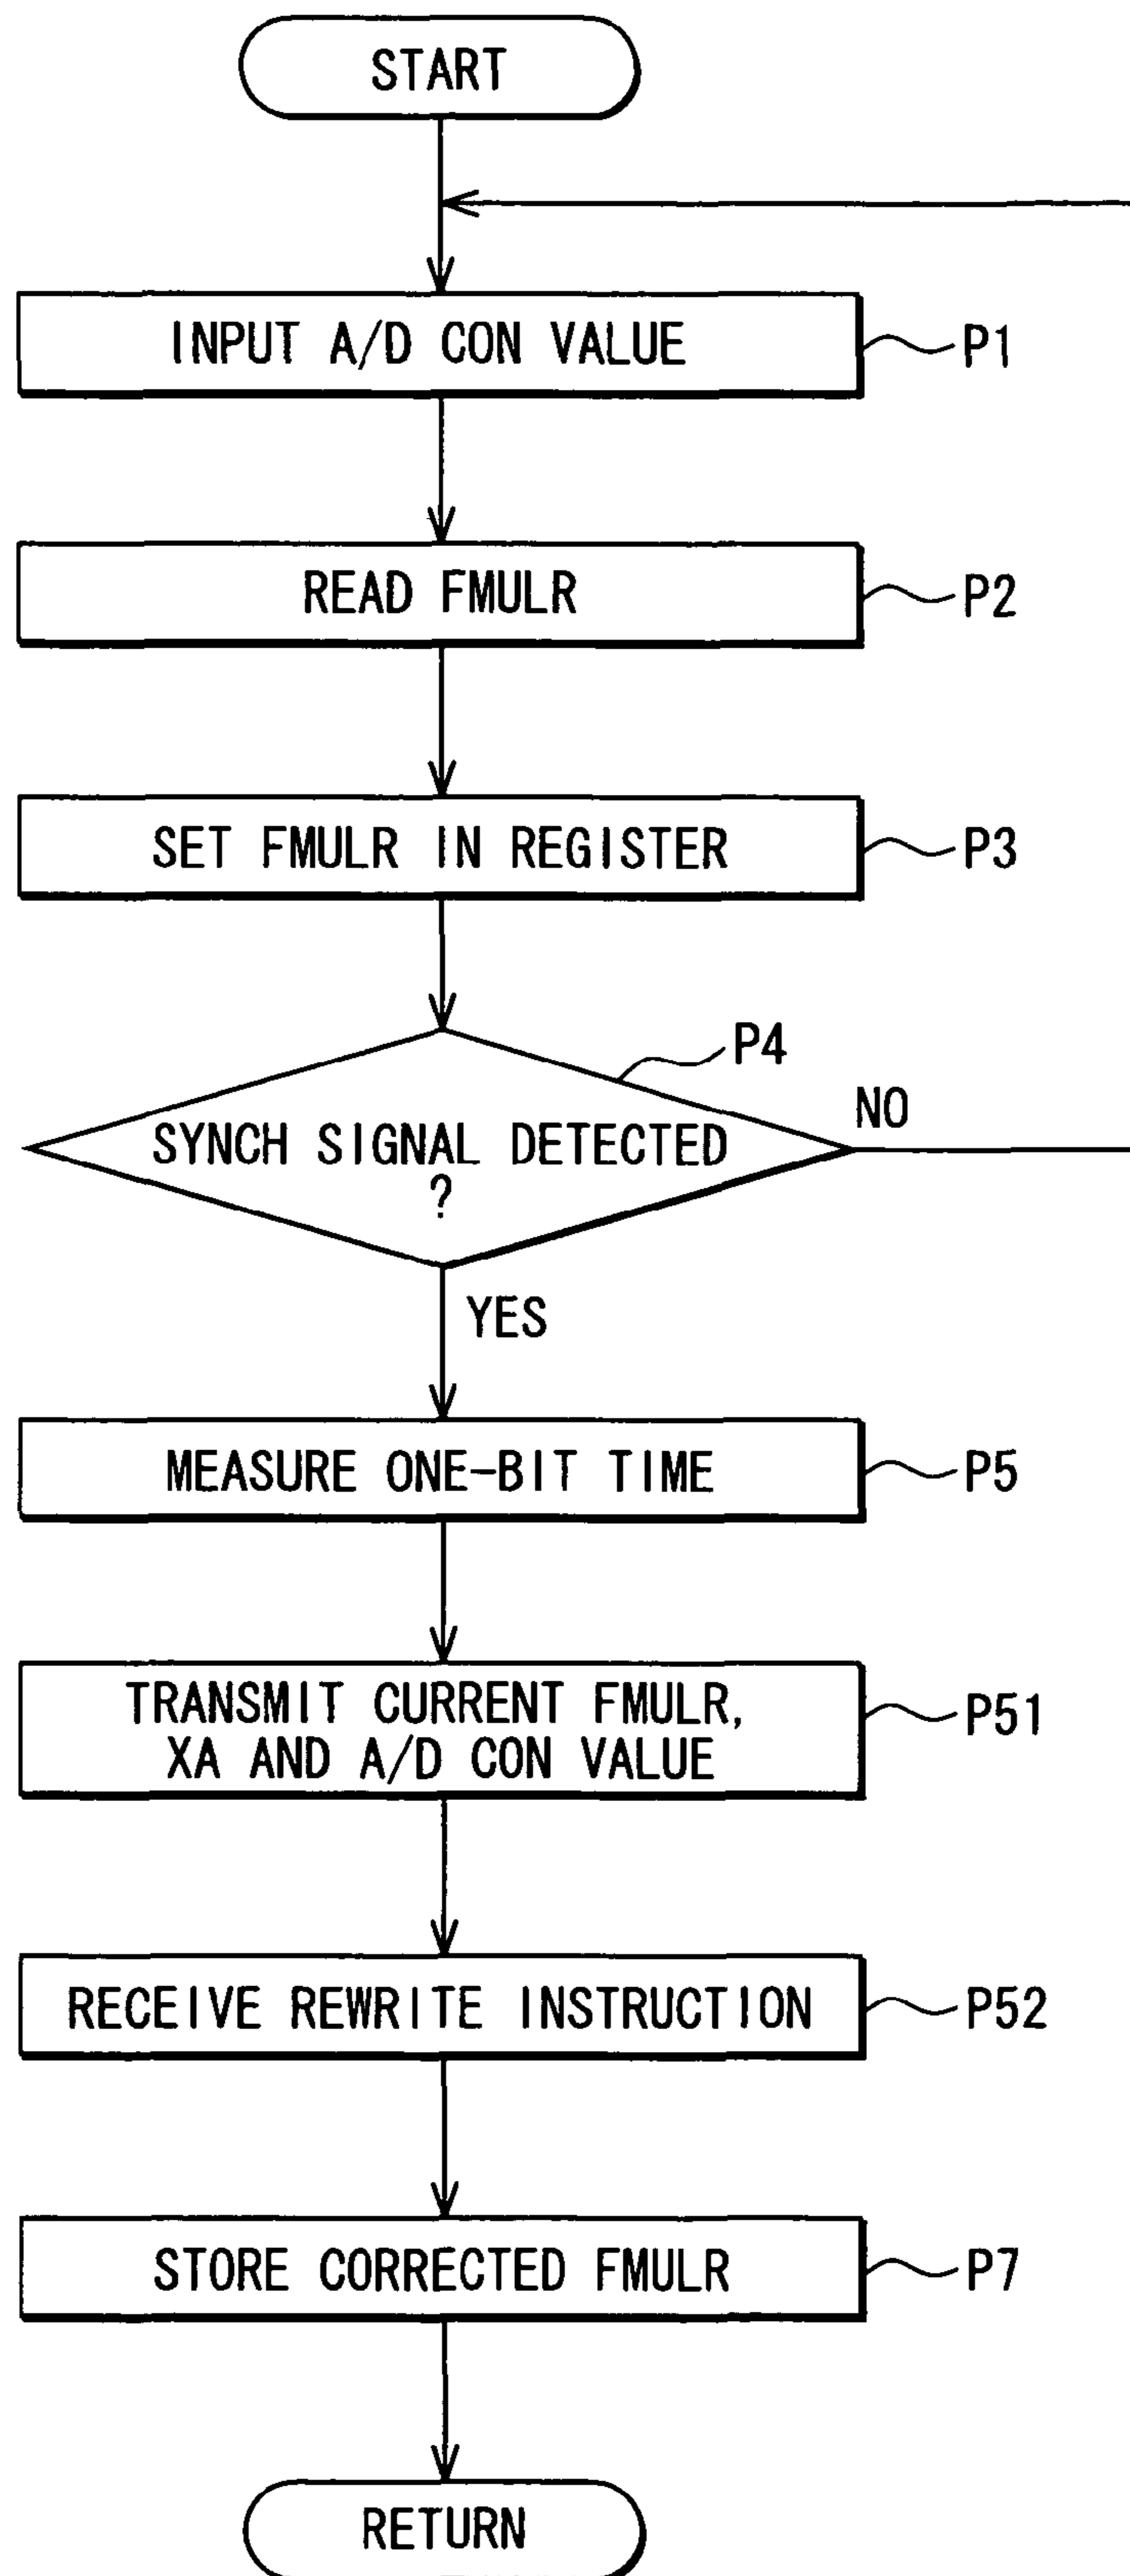 START
INPUT A/D CON VALUE
P1
READ FMULR
P2
SET FMULR IN REGISTER
P3
P4
NO
SYNCH SIGNAL DETECTED
?
YES
MEASURE ONE-BIT TIME
P5
TRANSMIT CURRENT FMULR,
XA AND A/D CON VALUE
P51
RECEIVE REWRITE INSTRUCTION
P52
STORE CORRECTED FMULR
P7
RETURN